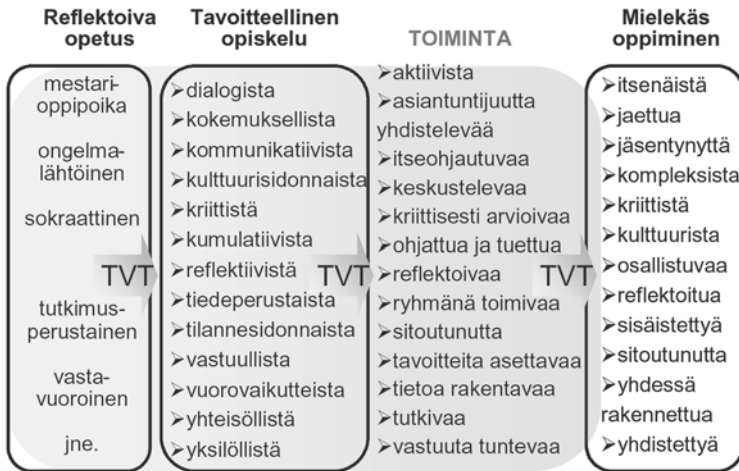 Reflektoiva
opetus
mestari-
oppipoika
ongelma-
lähtöinen
sokraattinen
tutkimus-
perustainen
vasta-
vuoroinen
jne.
TVT
Tavoitteellinen
opiskelu
➤dialogista
➤kokemuksellista
➤kommunikatiivista
➤kulttuurisidonnaista
➤kriittistä
➤kumulatiivista
➤reflektiivistä
➤tiedeperustaista
➤tilannesidonnaista
➤vastuullista
➤vuorovaikutteista
➤yhteisöllistä
➤yksilöllistä
TVT
TOIMINTA
➤aktiivista
➤asiantuntijuutta
yhdistelevää
➤itseohjautuvaa
➤keskustelevaa
➤kriittisesti arvioivaa
➤ohjattua ja tuettua
➤reflektoivaa
➤ryhmänä toimivaa
➤sitoutunutta
➤tavoitteita asettavaa
➤tietoa rakentavaa
➤tutkivaa
➤vastuuta tuntevaa
TVT
Mielekäs
oppiminen
➤itsenäistä
➤jaettua
➤jäsentynyttä
➤kompleksista
➤kriittistä
➤kulttuurista
➤osallistuvaa
➤reflektoitua
➤sisäistettyä
➤sitoutunutta
➤yhdessä
rakennettua
➤yhdistettyä